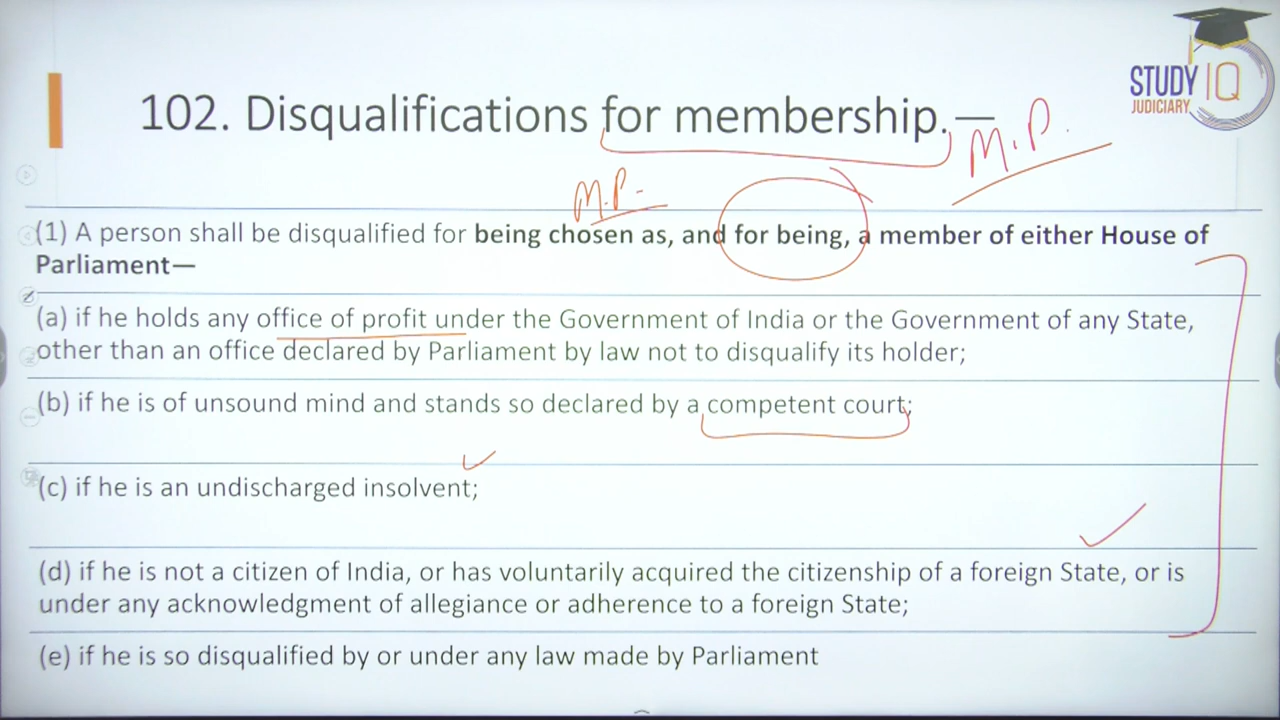 STUDY IQ
JUDICIARY
102. Disqualifications for membership.—
M.P.
M.P.
(1) A person shall be disqualified for being chosen as, and for being, a member of either House of
Parliament—
(a) if he holds any office of profit under the Government of India or the Government of any State,
other than an office declared by Parliament by law not to disqualify its holder;
(b) if he is of unsound mind and stands so declared by a competent court;
(c) if he is an undischarged insolvent;
(d) if he is not a citizen of India, or has voluntarily acquired the citizenship of a foreign State, or is
under any acknowledgment of allegiance or adherence to a foreign State;
(e) if he is so disqualified by or under any law made by Parliament